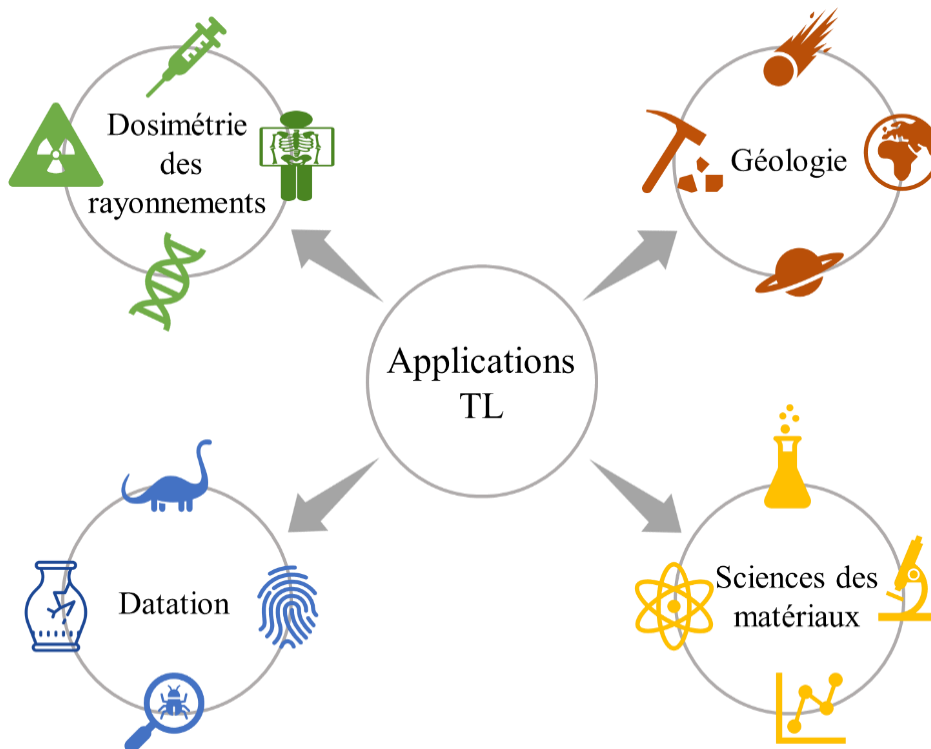 Dosimétrie
des
rayonnements
Géologie
Applications
TL
Datation
Sciences des
matériaux